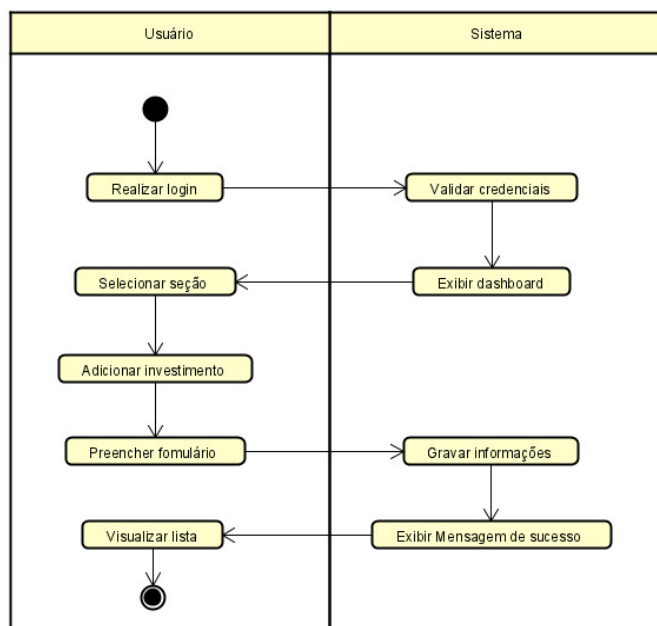 Usuário
Sistema
Realizar login
Validar credenciais
Selecionar seção
Exibir dashboard
Adicionar investimento
Preencher fomulário
Gravar informações
Visualizar lista
Exibir Mensagem de sucesso